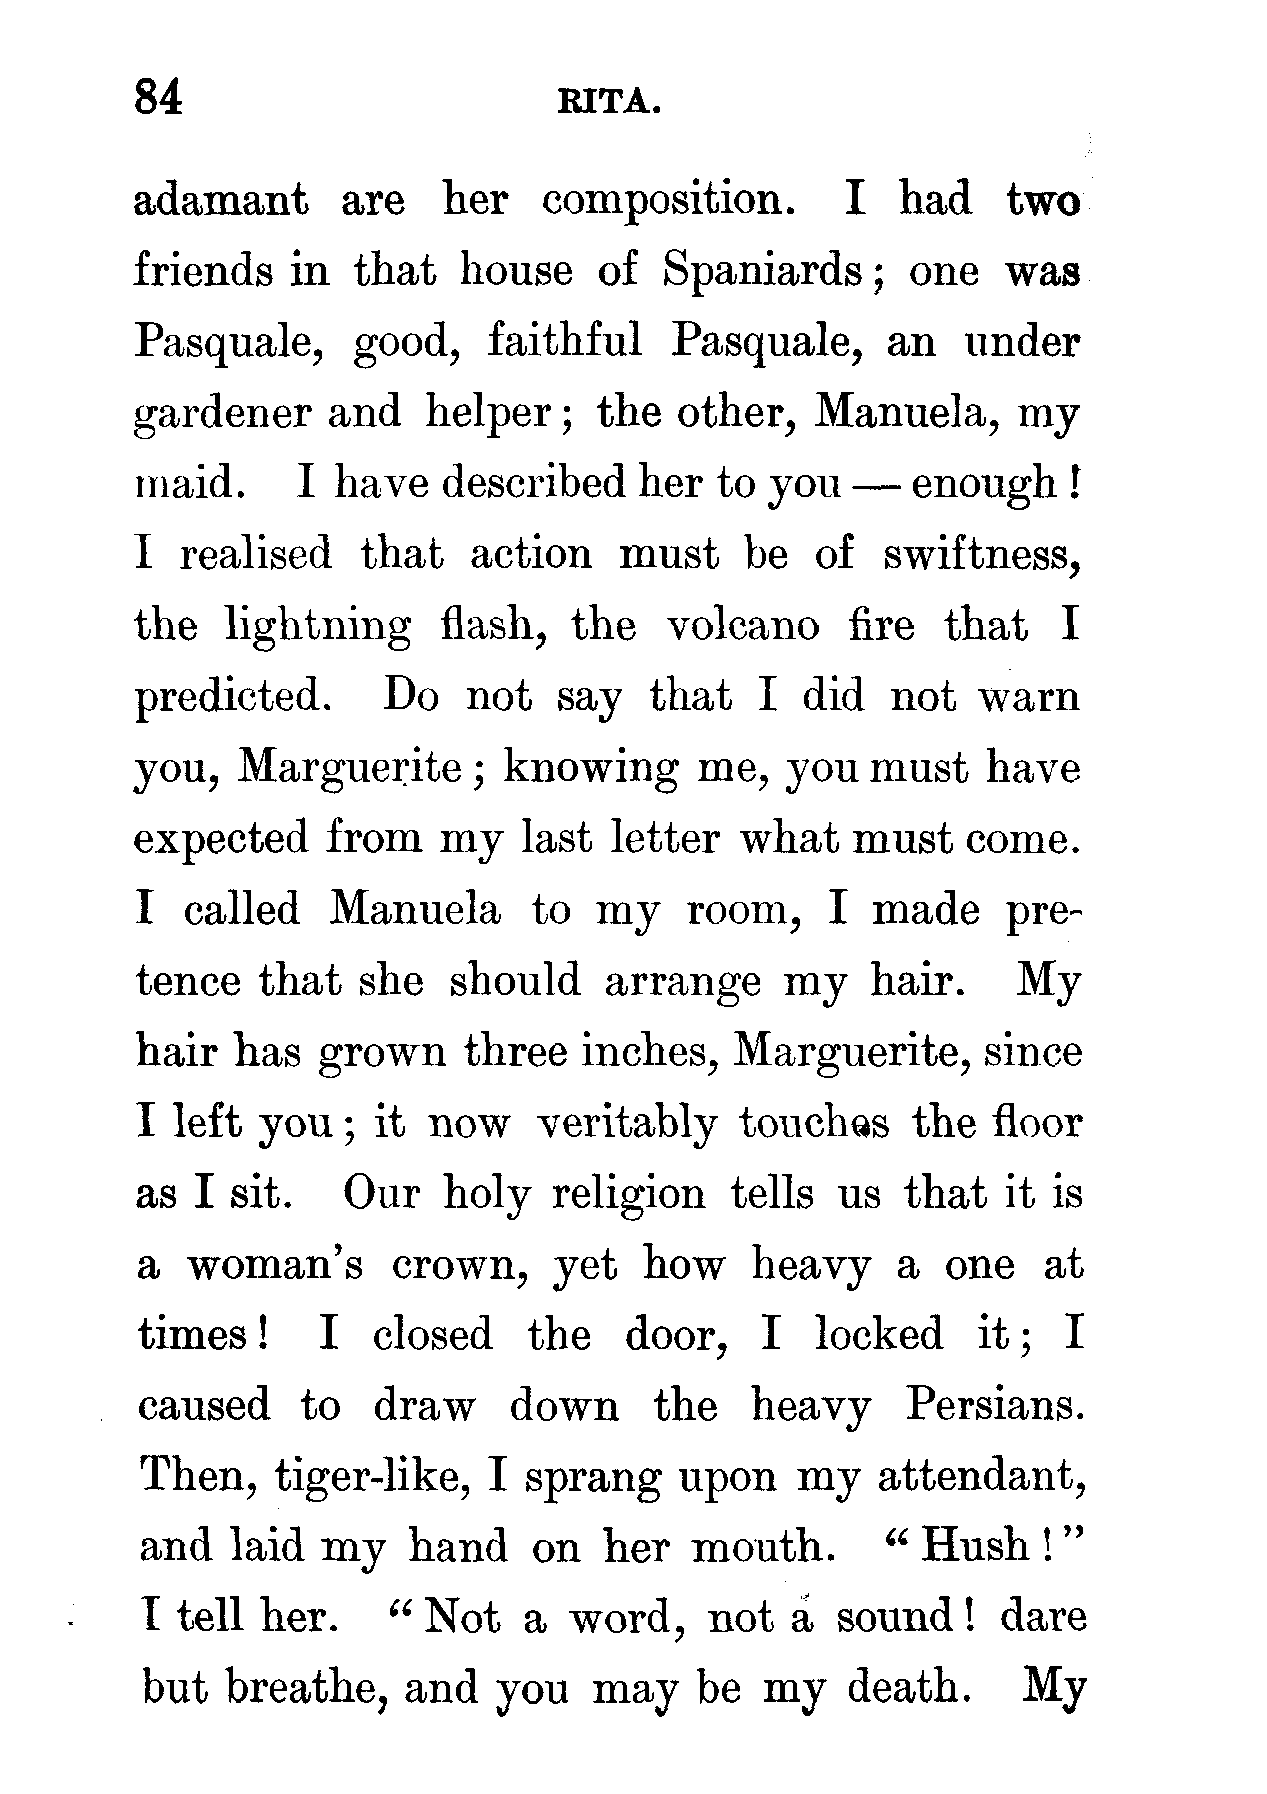 84 RITA.
adamant are her composition. I had two
friends in that house of Spaniards; one was
Pasquale, good, faithful Pasquale, an under
gardener and helper; the other, Manuela, my
maid. I have described her to you — enough!
I realised that action must be of swiftness,
the lightning flash, the volcano fire that I
predicted. Do not say that I did not warn
you, Marguerite; knowing me, you must have
expected from my last letter what must come.
I called Manuela to my room, I made pre-
tence that she should arrange my hair. My
hair has grown three inches, Marguerite, since
I left you; it now veritably touches the floor
as I sit. Our holy religion tells us that it is
a woman's crown, yet how heavy a one at
times! I closed the door, I locked it; I
caused to draw down the heavy Persians.
Then, tiger-like, I sprang upon my attendant,
and laid my hand on her mouth. "Hush!"
I tell her. "Not a word, not a sound! dare
but breathe, and you may be my death. My